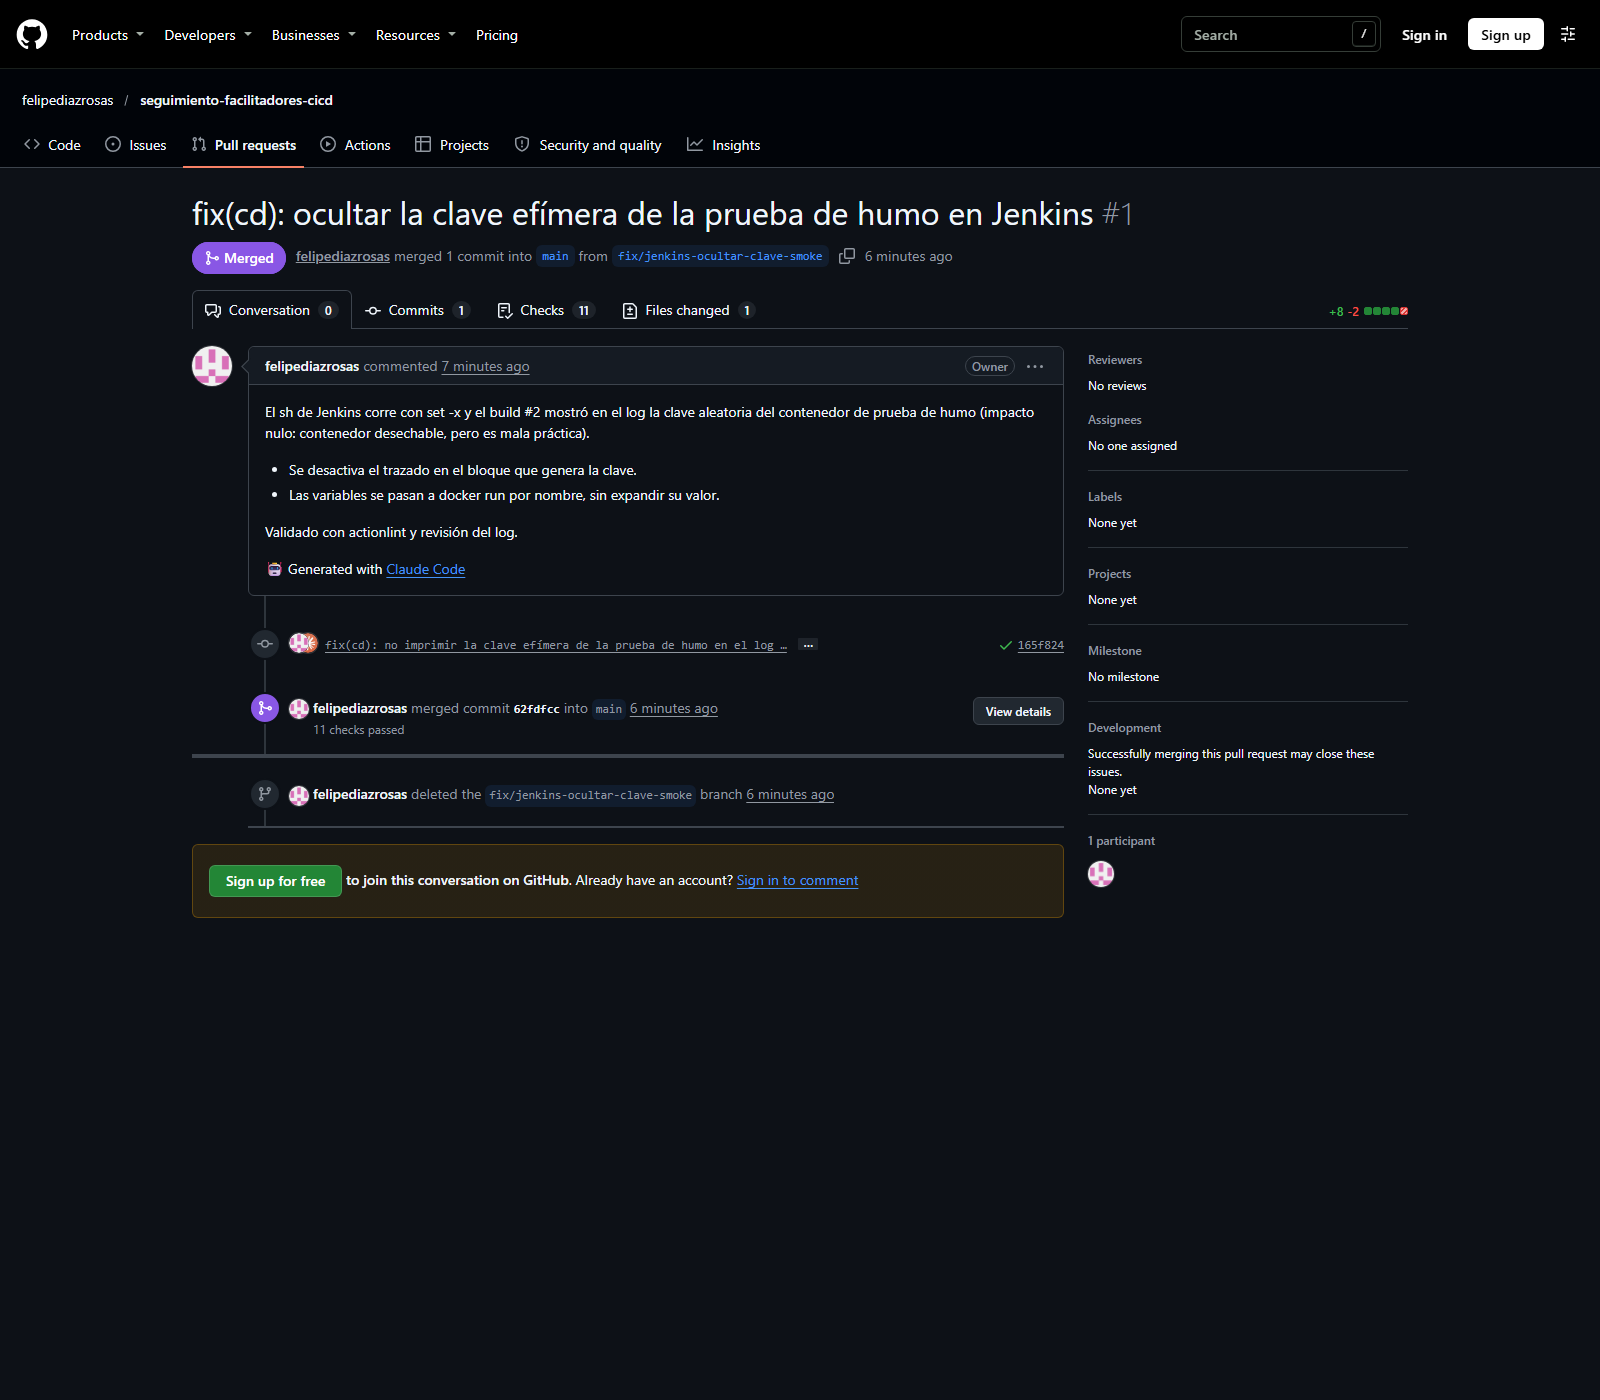 Products Developers Businesses Resources Pricing Search / Sign in Sign up
felipediazrosas / seguimiento-facilitadores-cicd
Code Issues Pull requests Actions Projects Security and quality Insights
fix(cd): ocultar la clave efímera de la prueba de humo en Jenkins #1
Merged felipediazrosas merged 1 commit into main from fix/jenkins-ocultar-clave-smoke 6 minutes ago
Conversation 0 Commits 1 Checks 11 Files changed 1 +8 -2
felipediazrosas commented 7 minutes ago Owner ...
El sh de Jenkins corre con set -x y el build #2 mostró en el log la clave aleatoria del contenedor de prueba de humo (impacto
nulo: contenedor desechable, pero es mala práctica).
• Se desactiva el trazado en el bloque que genera la clave.
• Las variables se pasan a docker run por nombre, sin expandir su valor.
Validado con actionlint y revisión del log.
Generated with Claude Code
fix(cd): no imprimir la clave efímera de la prueba de humo en el log … ... 165f824
felipediazrosas merged commit 62fdfcc into main 6 minutes ago View details
11 checks passed
felipediazrosas deleted the fix/jenkins-ocultar-clave-smoke branch 6 minutes ago
Sign up for free to join this conversation on GitHub. Already have an account? Sign in to comment
Reviewers
No reviews
Assignees
No one assigned
Labels
None yet
Projects
None yet
Milestone
No milestone
Development
Successfully merging this pull request may close these
issues.
None yet
1 participant